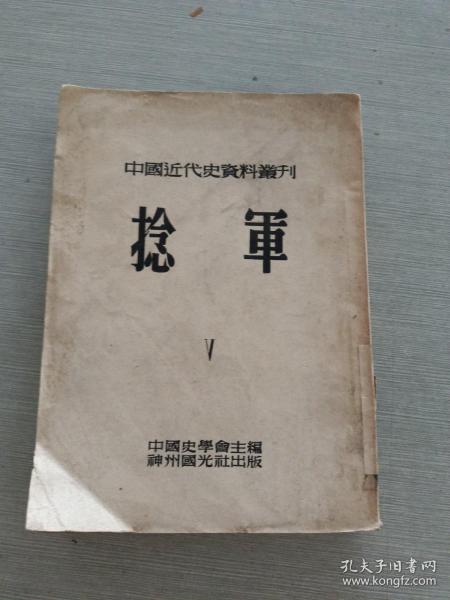 中國近代史資料叢刊
捻軍
V
中國史學會主編
神州國光社出版
孔夫子旧书网
www.kongfz.com